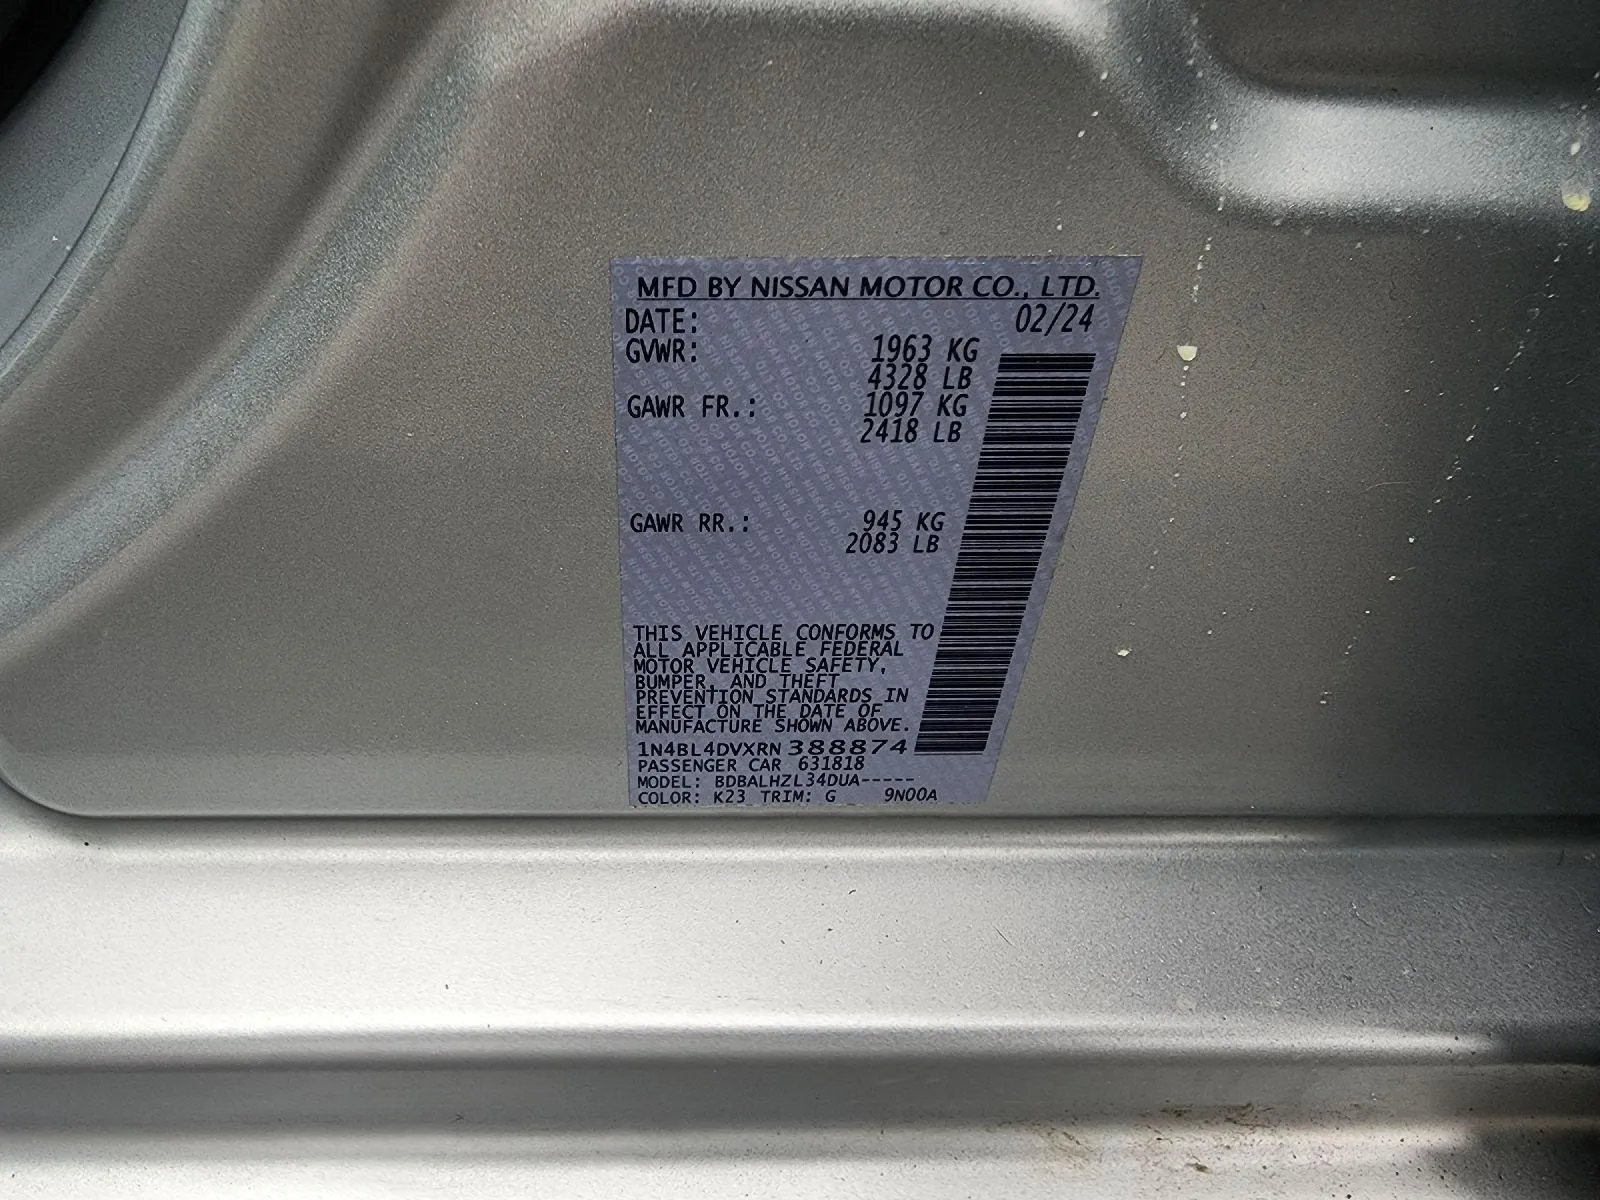 MFD BY NISSAN MOTOR CO., LTD.
DATE: 02/24
GVWR: 1963 KG
4328 LB
GAWR FR.: 1097 KG
2418 LB
GAWR RR.: 945 KG
2083 LB
THIS VEHICLE CONFORMS TO
ALL APPLICABLE FEDERAL
MOTOR VEHICLE SAFETY,
BUMPER, AND THEFT
PREVENTION STANDARDS IN
EFFECT ON THE DATE OF
MANUFACTURE SHOWN ABOVE.
1N4BL4DVXRN388874
PASSENGER CAR 631818
MODEL: BDBALHZL34DUA-----
COLOR: K23 TRIM: G 9N00A